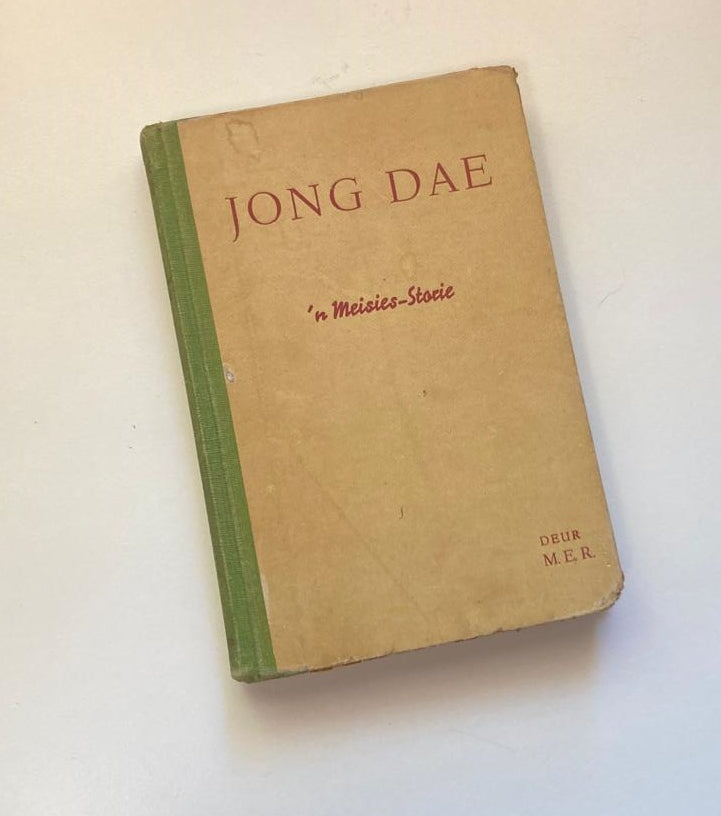 JONG DAE
'n Meisies-Storie
DEUR
M.E.R.